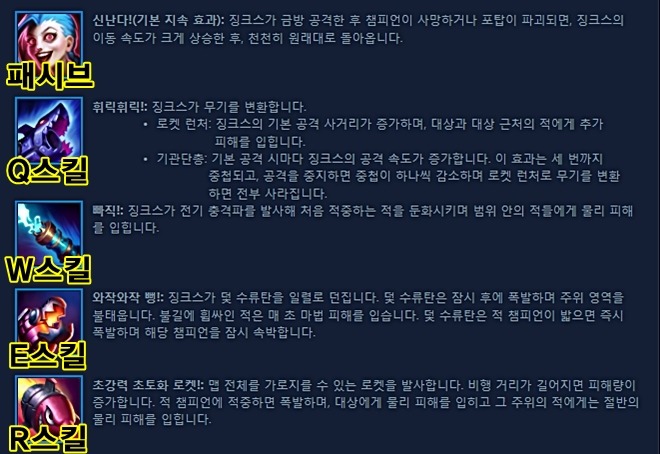 신난다!(기본 지속 효과): 징크스가 금방 공격한 후 챔피언이 사망하거나 포탑이 파괴되면, 징크스의
이동 속도가 크게 상승한 후, 천천히 원래대로 돌아옵니다.
패시브
휘릭휘릭!: 징크스가 무기를 변환합니다.
• 로켓 런처: 징크스의 기본 공격 사거리가 증가하며, 대상과 대상 근처의 적에게 추가
피해를 입힙니다.
• 기관단총: 기본 공격 시마다 징크스의 공격 속도가 증가합니다. 이 효과는 세 번까지
중첩되고, 공격을 중지하면 중첩이 하나씩 감소하며 로켓 런처로 무기를 변환
하면 전부 사라집니다.
Q스킬
빠직!: 징크스가 전기 충격파를 발사해 처음 적중하는 적을 둔화시키며 범위 안의 적들에게 물리 피해
를 입힙니다.
W스킬
와작와작 뻥!: 징크스가 덫 수류탄을 일렬로 던집니다. 덫 수류탄은 잠시 후에 폭발하며 주위 영역을
불태웁니다. 불길에 휩싸인 적은 매 초 마법 피해를 입습니다. 덫 수류탄은 적 챔피언이 밟으면 즉시
폭발하며 해당 챔피언을 잠시 속박합니다.
E스킬
초강력 초토화 로켓!: 맵 전체를 가로지를 수 있는 로켓을 발사합니다. 비행 거리가 길어지면 피해량이
증가합니다. 적 챔피언에 적중하면 폭발하며, 대상에게 물리 피해를 입히고 그 주위의 적에게는 절반의
물리 피해를 입힙니다.
R스킬